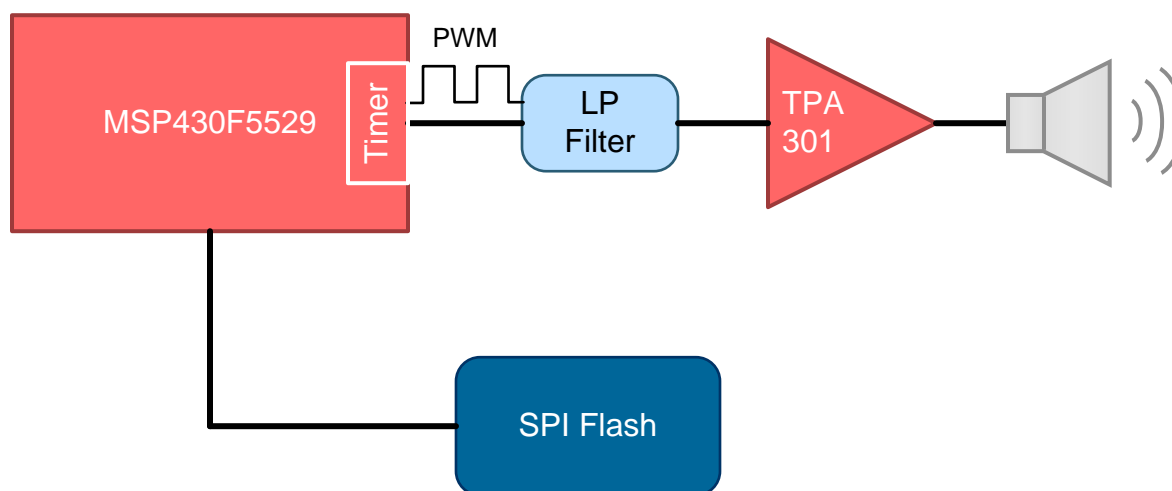 PWM
MSP430F5529
Timer
LP
Filter
TPA
301
SPI Flash